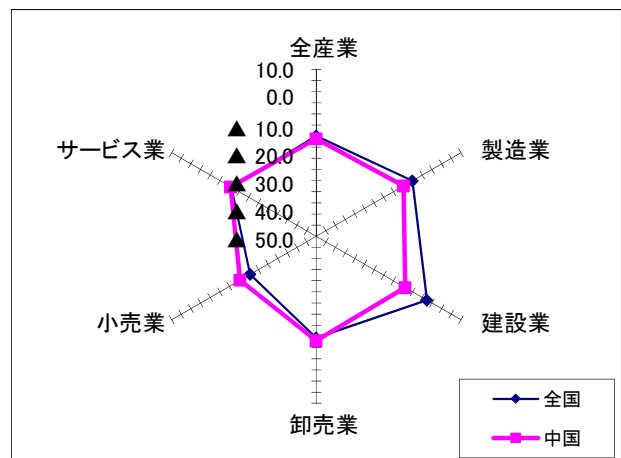 全産業
10.0
0.0
▲ 10.0
▲ 20.0
▲ 30.0
▲ 40.0
▲ 50.0
製造業
建設業
卸売業
小売業
サービス業
全国
中国